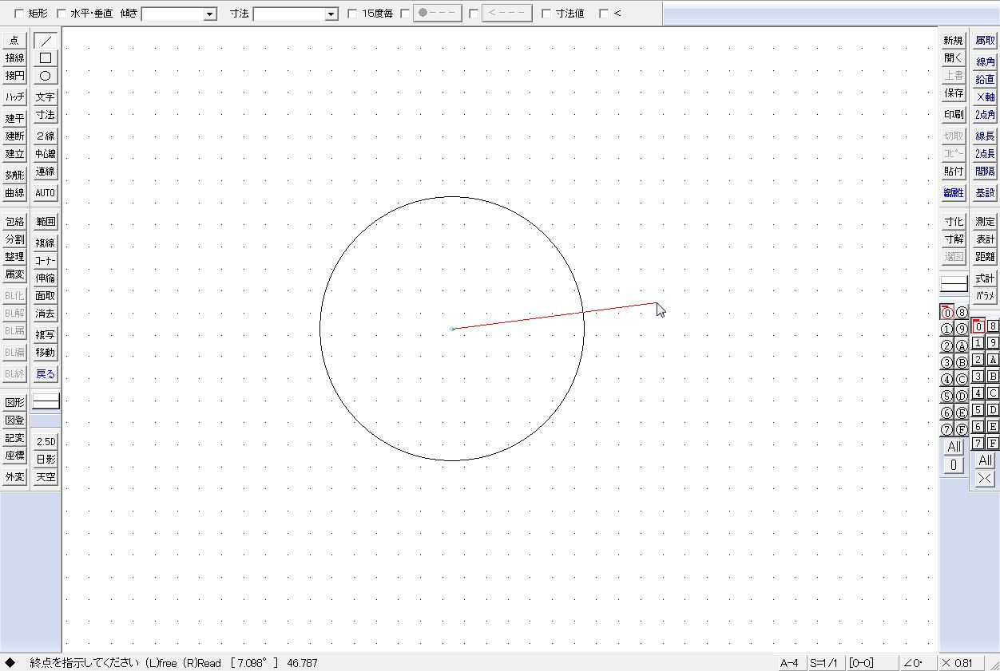 矩形 水平・垂直 傾き 寸法 15度毎 ●--- <--- 寸法値 <
点 ／
接線 □
接円 ○
ハッチ 文字
建平 寸法
建断 2線
建立 中心線
多角形 連線
曲線 AUTO
包絡 範囲
分割 複線
整理 コーナー
属変 伸縮
BL化 面取
BL解 消去
BL属 複写
BL編 移動
BL終 戻る
図形
図登
記変 2.5D
座標 日影
外変 天空
新規 属取
開く 線角
上書 鉛直
保存 X軸
印刷 2点角
切取 線長
コピー 2点長
貼付 間隔
線属性 基設
寸化 測定
寸解 表計
選図 距離
式計
パラメ
0 8 0 8
1 9 1 9
2 A 2 A
3 B 3 B
4 C 4 C
5 D 5 D
6 E 6 E
7 F 7 F
All All
0 ×
◆ 終点を指示してください (L)free (R)Read [ 7.098° ] 46.787 A-4 S=1/1 [0-0] ∠0・ × 0.81